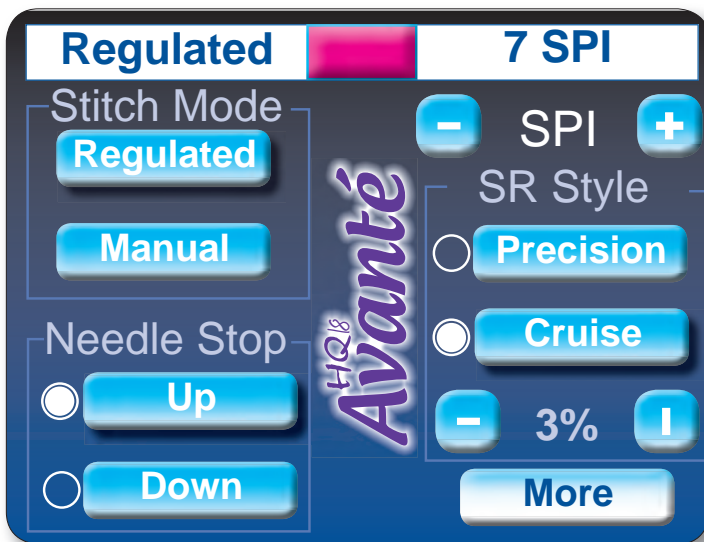 Regulated
7 SPI
Stitch Mode
Regulated
Manual
Needle Stop
Up
Down
HQ18
Avanté
- SPI +
SR Style
Precision
Cruise
- 3% I
More